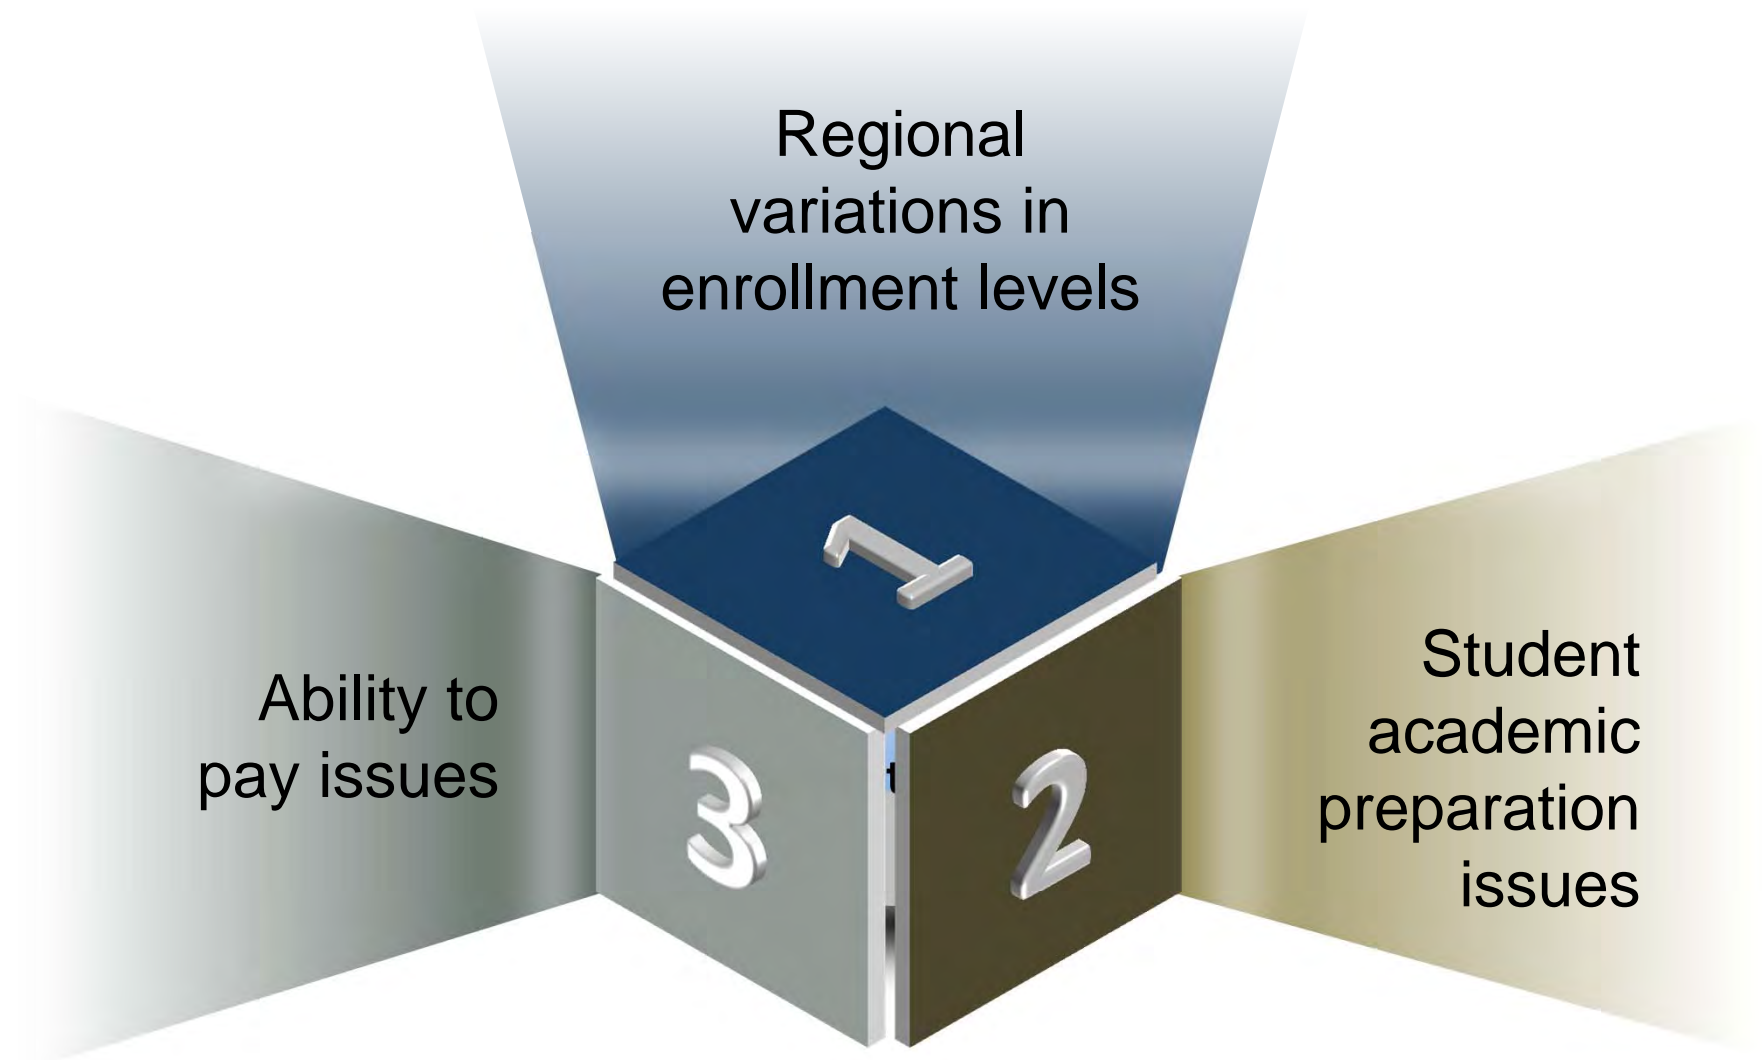 Regional
variations in
enrollment levels
1
Ability to
pay issues
3
2
Student
academic
preparation
issues